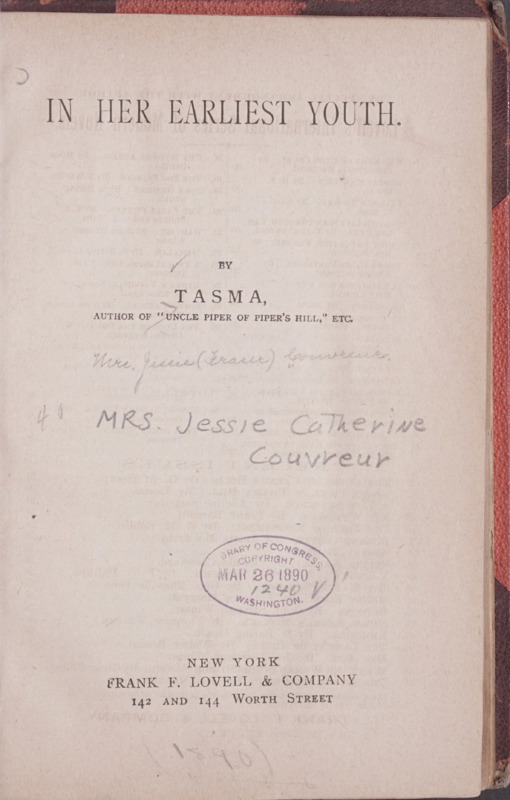 IN HER EARLIEST YOUTH.
BY
TASMA,
AUTHOR OF "UNCLE PIPER OF PIPER'S HILL," ETC.
Mrs. Jessie (Fraser) Couvreur.
40
MRS. Jessie Catherine
Couvreur
LIBRARY OF CONGRESS,
COPYRIGHT
MAR 26 1890
1240 V
WASHINGTON.
NEW YORK
FRANK F. LOVELL & COMPANY
142 AND 144 WORTH STREET
(1890)